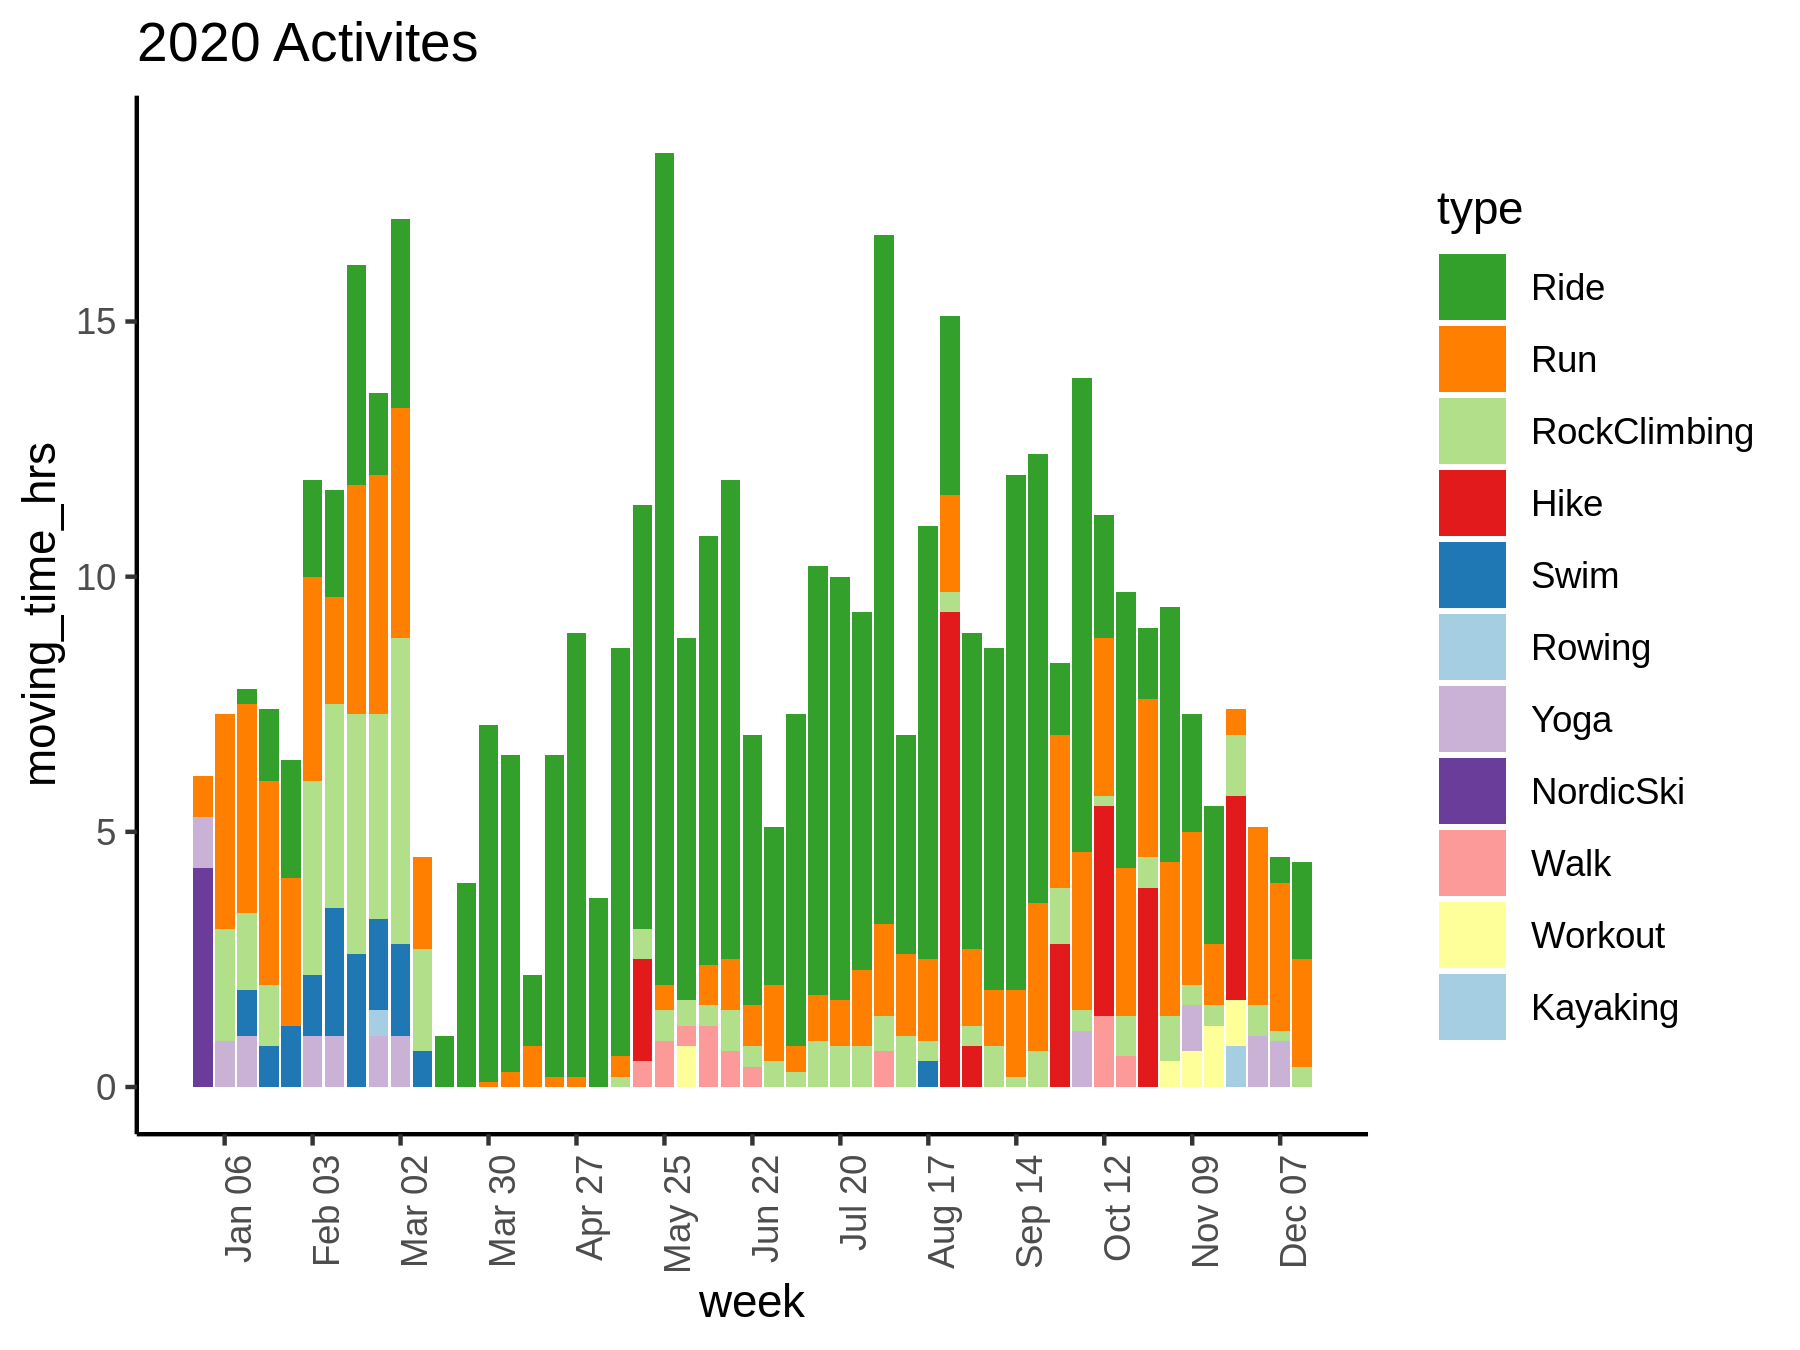 2020 Activites
moving_time_hrs
15
10
5
0
Jan 06
Feb 03
Mar 02
Mar 30
Apr 27
May 25
Jun 22
Jul 20
Aug 17
Sep 14
Oct 12
Nov 09
Dec 07
week
type
Ride
Run
RockClimbing
Hike
Swim
Rowing
Yoga
NordicSki
Walk
Workout
Kayaking